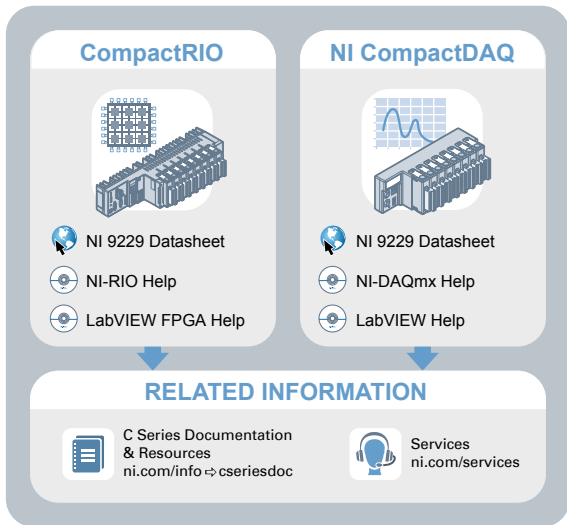 CompactRIO
NI 9229 Datasheet
NI-RIO Help
LabVIEW FPGA Help
NI CompactDAQ
NI 9229 Datasheet
NI-DAQmx Help
LabVIEW Help
RELATED INFORMATION
C Series Documentation
& Resources
ni.com/info ⇨ cseriesdoc
Services
ni.com/services